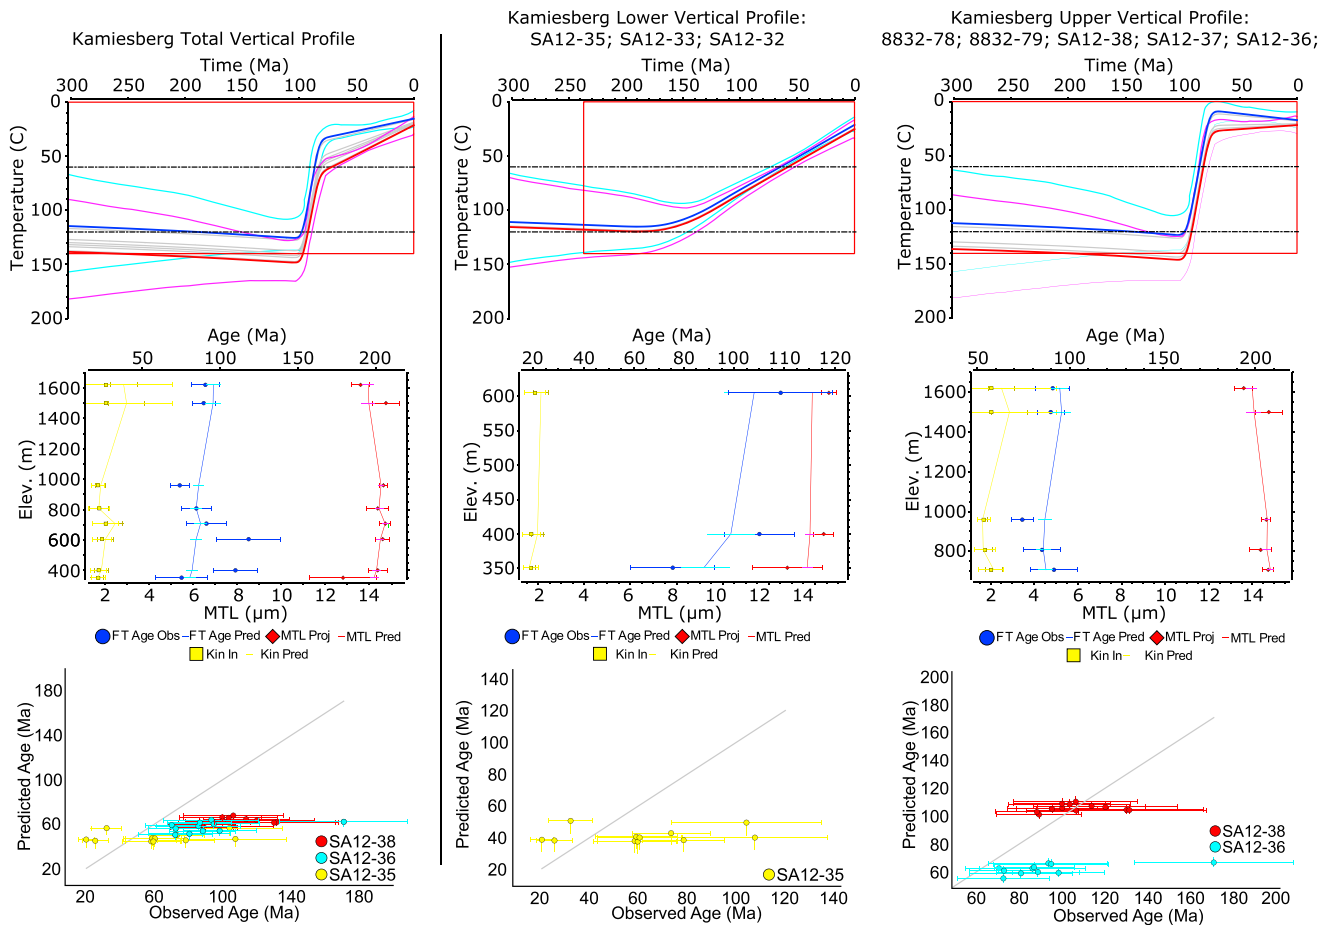 Kamiesberg Total Vertical Profile
Time (Ma)
300 250 200 150 100 50 0
0
50
100
150
200
Temperature (C)
Age (Ma)
50 100 150 200
1600
1400
1200
1000
800
600
400
Elev. (m)
2 4 6 8 10 12 14
MTL (μm)
FT Age Obs FT Age Pred MTL Proj MTL Pred
Kin In Kin Pred
180
140
100
60
20
Predicted Age (Ma)
SA12-38
SA12-36
SA12-35
20 60 100 140 180
Observed Age (Ma)
Kamiesberg Lower Vertical Profile:
SA12-35; SA12-33; SA12-32
Time (Ma)
300 250 200 150 100 50 0
0
50
100
150
200
Temperature (C)
Age (Ma)
20 40 60 80 100 120
600
550
500
450
400
350
Elev. (m)
2 4 6 8 10 12 14
MTL (μm)
FT Age Obs FT Age Pred MTL Proj MTL Pred
Kin In Kin Pred
140
120
100
80
60
40
20
Predicted Age (Ma)
SA12-35
20 40 60 80 100 120 140
Observed Age (Ma)
Kamiesberg Upper Vertical Profile:
8832-78; 8832-79; SA12-38; SA12-37; SA12-36;
Time (Ma)
300 250 200 150 100 50 0
0
50
100
150
200
Temperature (C)
Age (Ma)
50 100 150 200
1600
1400
1200
1000
800
Elev. (m)
2 4 6 8 10 12 14
MTL (μm)
FT Age Obs FT Age Pred MTL Proj MTL Pred
Kin In Kin Pred
200
180
160
140
120
100
80
60
Predicted Age (Ma)
SA12-38
SA12-36
60 80 100 120 140 160 180 200
Observed Age (Ma)